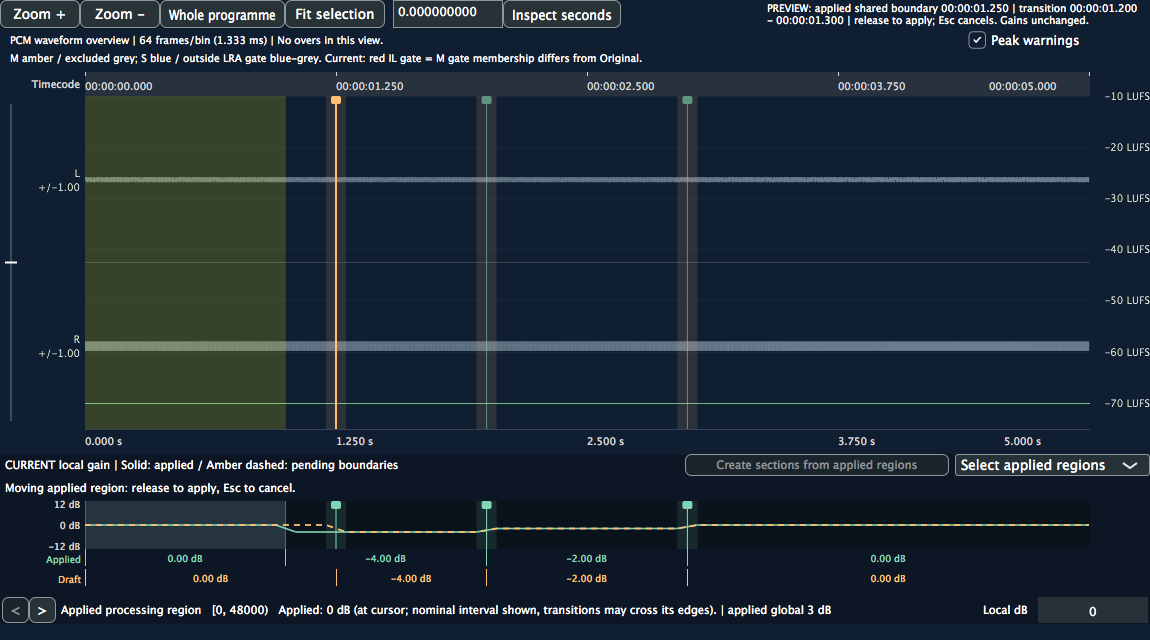 Zoom +
Zoom −
Whole programme
Fit selection
0.000000000
Inspect seconds
PREVIEW: applied shared boundary 00:00:01.250 | transition 00:00:01.200
− 00:00:01.300 | release to apply; Esc cancels. Gains unchanged.
PCM waveform overview | 64 frames/bin (1.333 ms) | No overs in this view.
Peak warnings
M amber / excluded grey; S blue / outside LRA gate blue-grey. Current: red IL gate = M gate membership differs from Original.
Timecode
00:00:00.000
00:00:01.250
00:00:02.500
00:00:03.750
00:00:05.000
−10 LUFS
−20 LUFS
L
+/−1.00
−30 LUFS
−40 LUFS
−50 LUFS
R
+/−1.00
−60 LUFS
−70 LUFS
0.000 s
1.250 s
2.500 s
3.750 s
5.000 s
CURRENT local gain | Solid: applied / Amber dashed: pending boundaries
Create sections from applied regions
Select applied regions
Moving applied region: release to apply, Esc to cancel.
12 dB
0 dB
−12 dB
Applied
0.00 dB
−4.00 dB
−2.00 dB
0.00 dB
Draft
0.00 dB
−4.00 dB
−2.00 dB
0.00 dB
<
>
Applied processing region [0, 48000) Applied: 0 dB (at cursor; nominal interval shown, transitions may cross its edges). | applied global 3 dB
Local dB
0